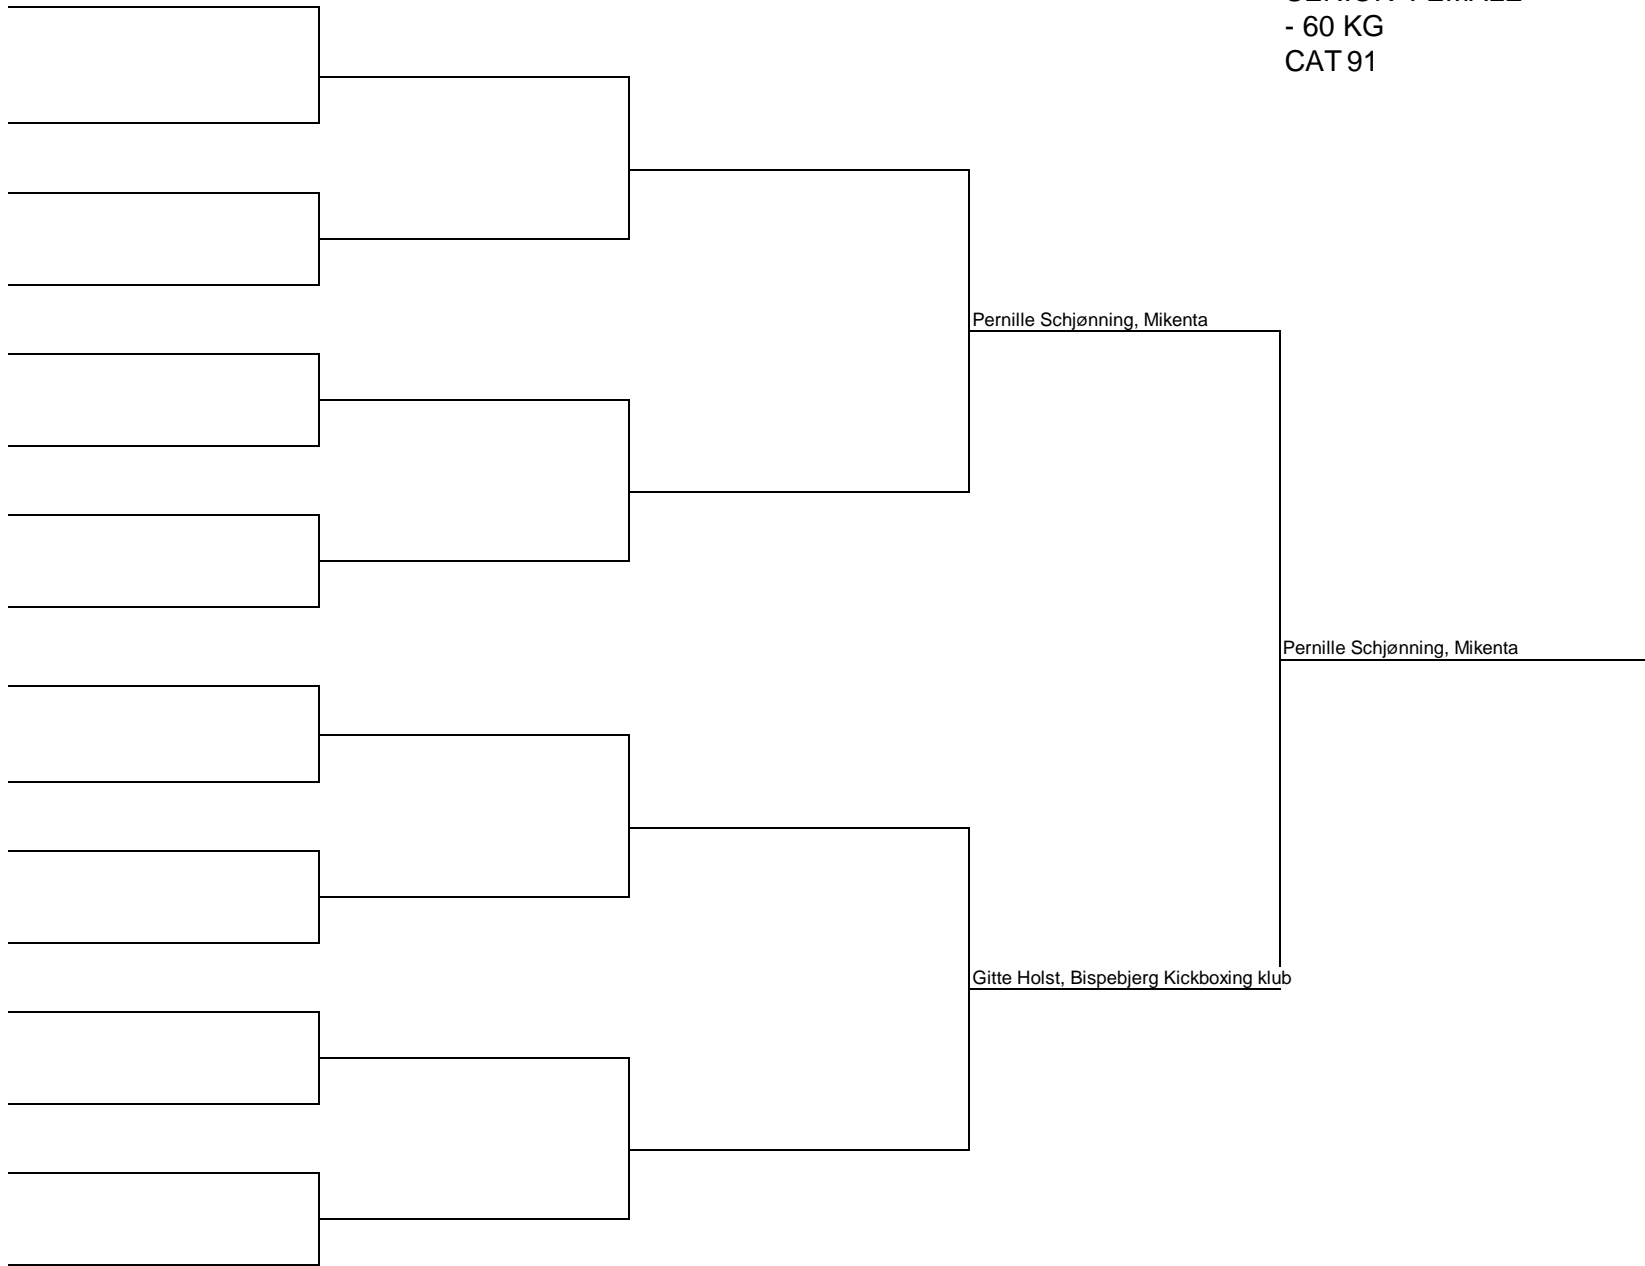 - 60 KG
CAT 91
Pernille Schjønning, Mikenta
Pernille Schjønning, Mikenta
Gitte Holst, Bispebjerg Kickboxing klub